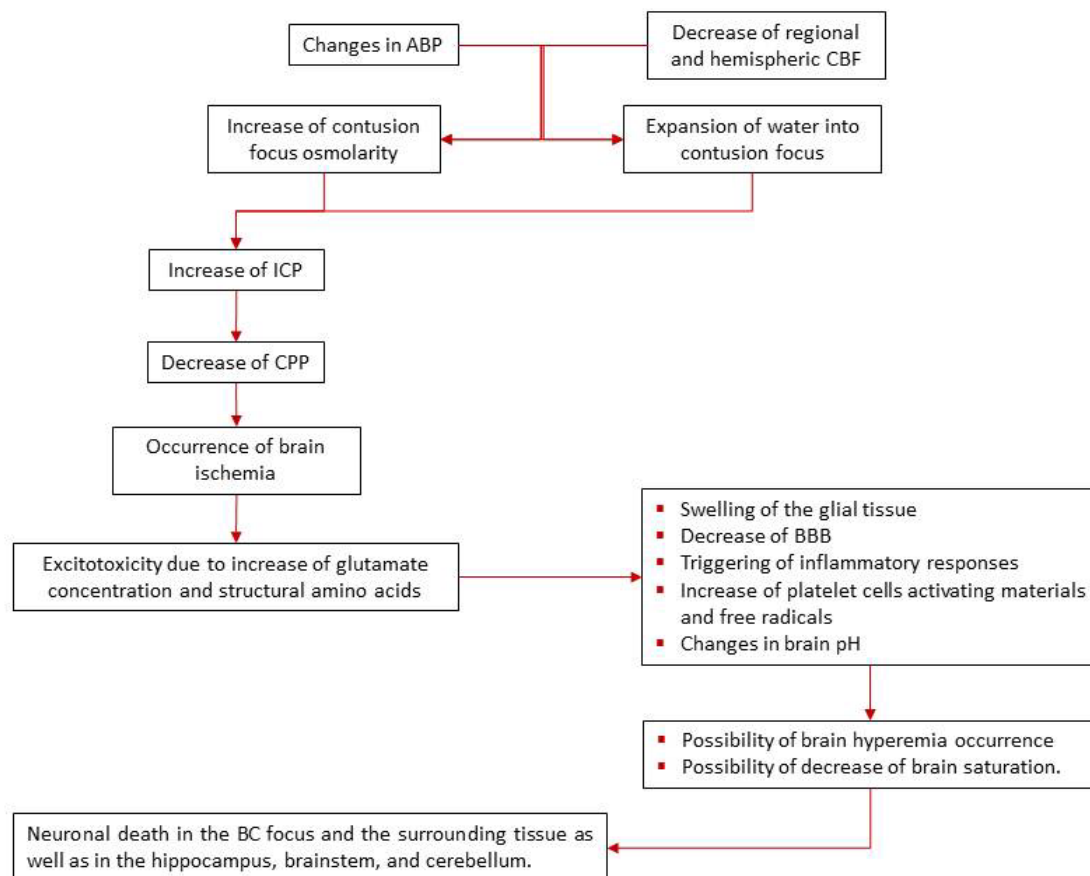 Changes in ABP
Decrease of regional
and hemispheric CBF
Increase of contusion
focus osmolarity
Expansion of water into
contusion focus
Increase of ICP
Decrease of CPP
Occurrence of brain
ischemia
Excitotoxicity due to increase of glutamate
concentration and structural amino acids
▪ Swelling of the glial tissue
▪ Decrease of BBB
▪ Triggering of inflammatory responses
▪ Increase of platelet cells activating materials
and free radicals
▪ Changes in brain pH
▪ Possibility of brain hyperemia occurrence
▪ Possibility of decrease of brain saturation.
Neuronal death in the BC focus and the surrounding tissue as
well as in the hippocampus, brainstem, and cerebellum.